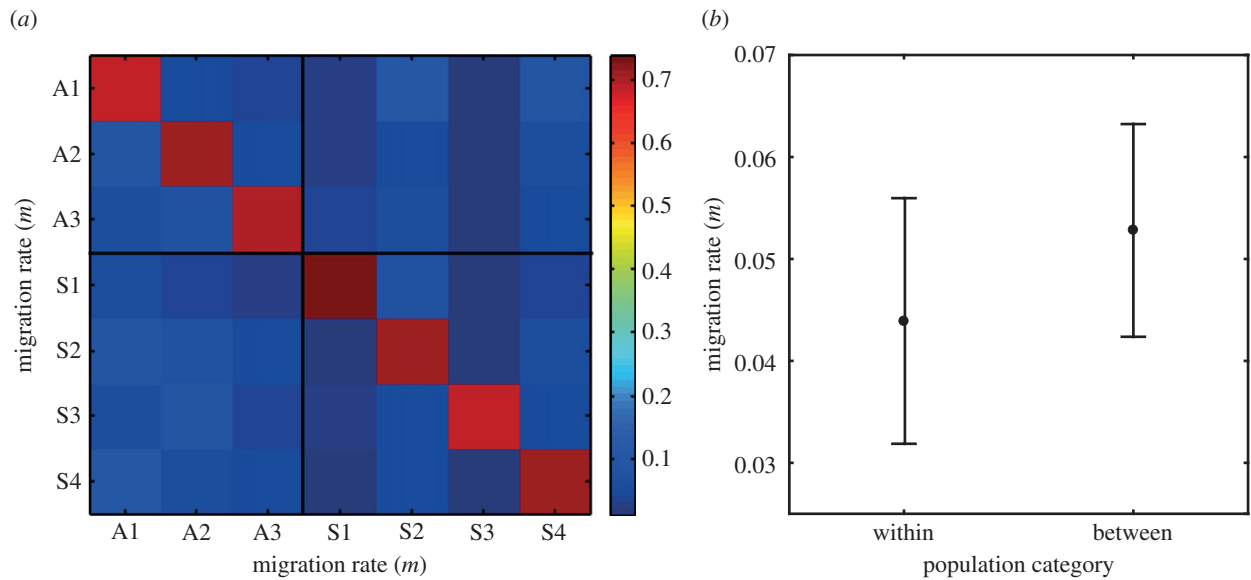 (a)
A1
A2
A3
S1
S2
S3
S4
migration rate (m)
A1 A2 A3 S1 S2 S3 S4
migration rate (m)
0.7
0.6
0.5
0.4
0.3
0.2
0.1
(b)
0.07
0.06
0.05
0.04
0.03
migration rate (m)
within between
population category